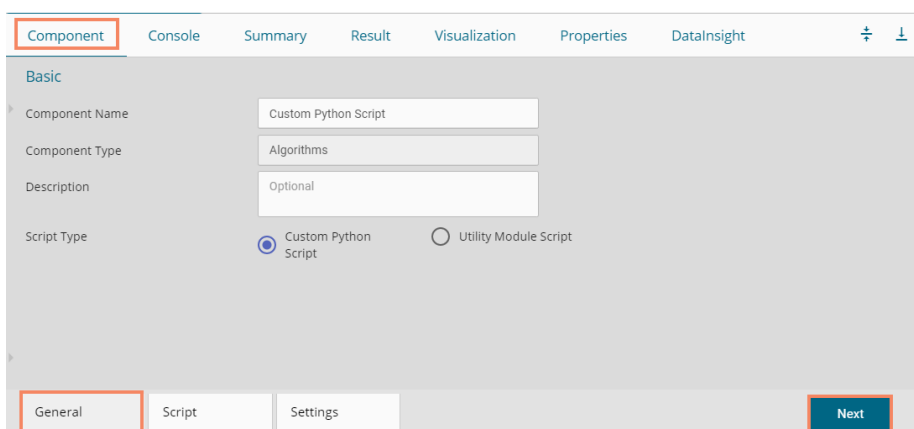 Component Console Summary Result Visualization Properties DataInsight
Basic
Component Name Custom Python Script
Component Type Algorithms
Description Optional
Script Type Custom Python Utility Module Script
Script
General Script Settings Next